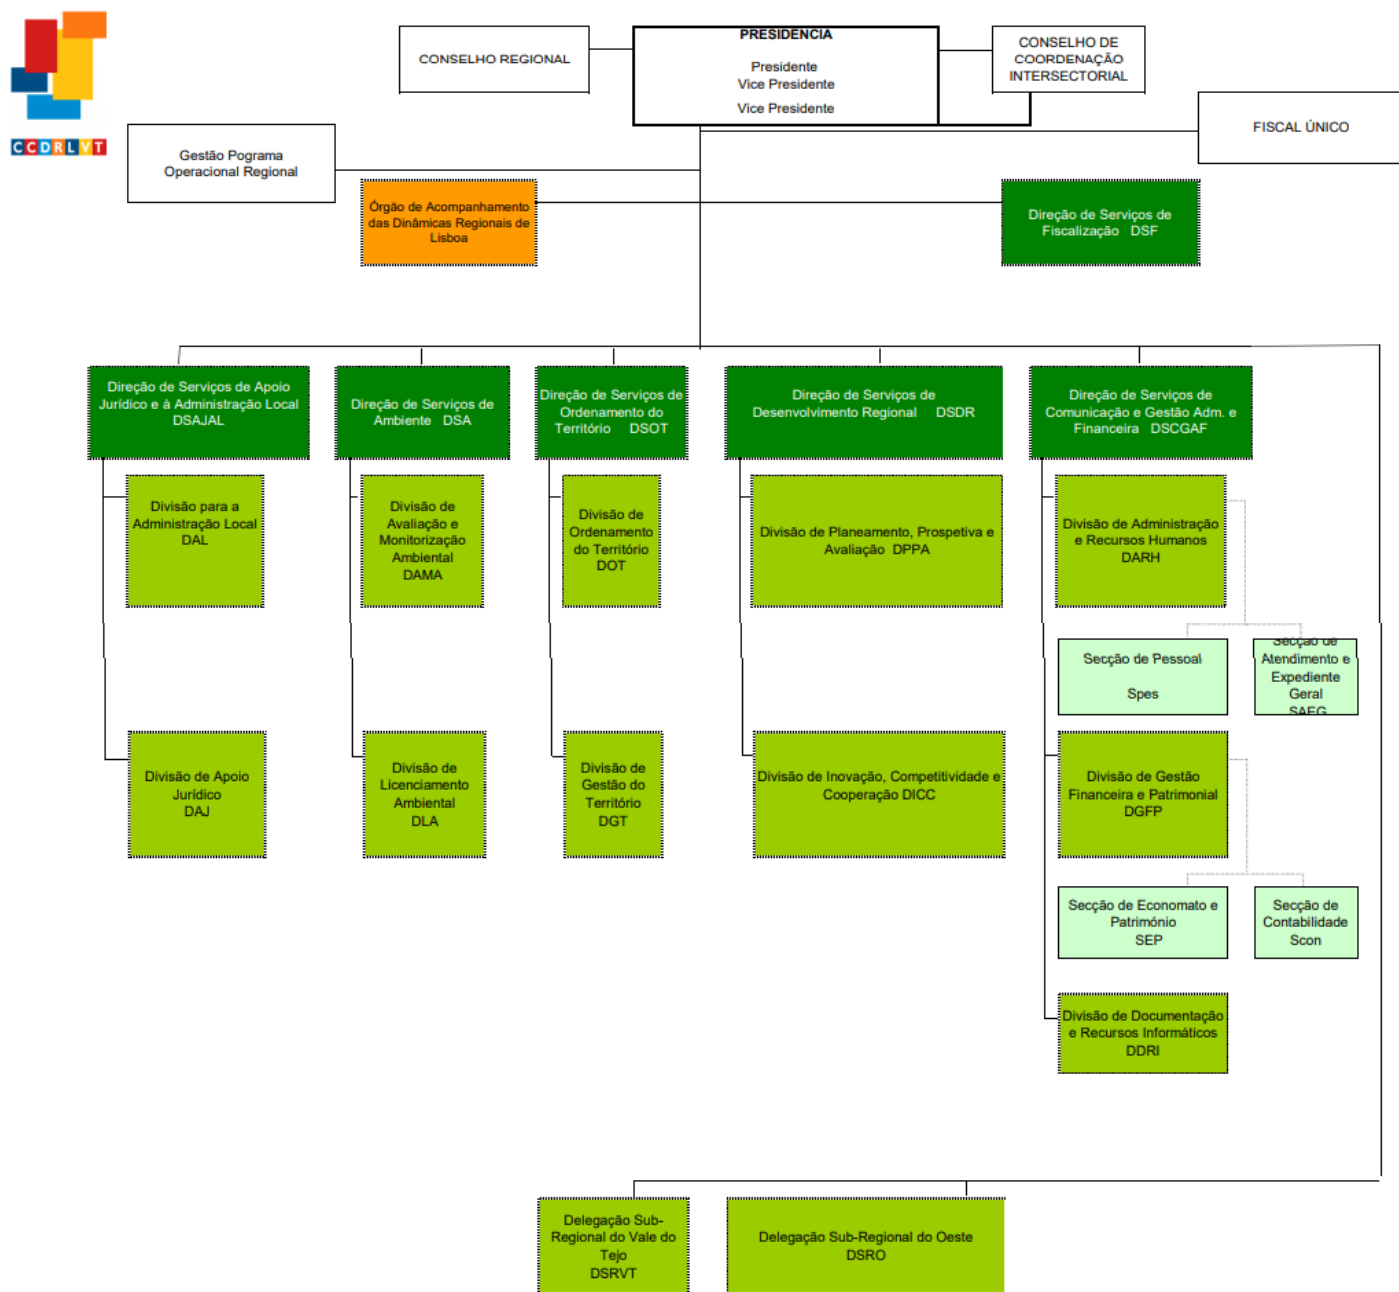 CCDRLVT
CONSELHO REGIONAL
PRESIDENCIA
Presidente
Vice Presidente
Vice Presidente
CONSELHO DE
COORDENAÇÃO
INTERSECTORIAL
FISCAL ÚNICO
Gestão Pograma
Operacional Regional
Órgão de Acompanhamento
das Dinâmicas Regionais de
Lisboa
Direção de Serviços de
Fiscalização DSF
Direção de Serviços de Apoio
Jurídico e à Administração Local
DSAJAL
Direção de Serviços de
Ambiente DSA
Direção de Serviços de
Ordenamento do
Território DSOT
Direção de Serviços de
Desenvolvimento Regional DSDR
Direção de Serviços de
Comunicação e Gestão Adm. e
Financeira DSCGAF
Divisão para a
Administração Local
DAL
Divisão de
Avaliação e
Monitorização
Ambiental
DAMA
Divisão de
Ordenamento
do Território
DOT
Divisão de Planeamento, Prospetiva e
Avaliação DPPA
Divisão de Administração
e Recursos Humanos
DARH
Secção de Pessoal
Spes
Secção de
Atendimento e
Expediente
Geral
SAEG
Divisão de Apoio
Jurídico
DAJ
Divisão de
Licenciamento
Ambiental
DLA
Divisão de
Gestão do
Território
DGT
Divisão de Inovação, Competitividade e
Cooperação DICC
Divisão de Gestão
Financeira e Patrimonial
DGFP
Secção de Economato e
Património
SEP
Secção de
Contabilidade
Scon
Divisão de Documentação
e Recursos Informáticos
DDRI
Delegação Sub-
Regional do Vale do
Tejo
DSRVT
Delegação Sub-Regional do Oeste
DSRO